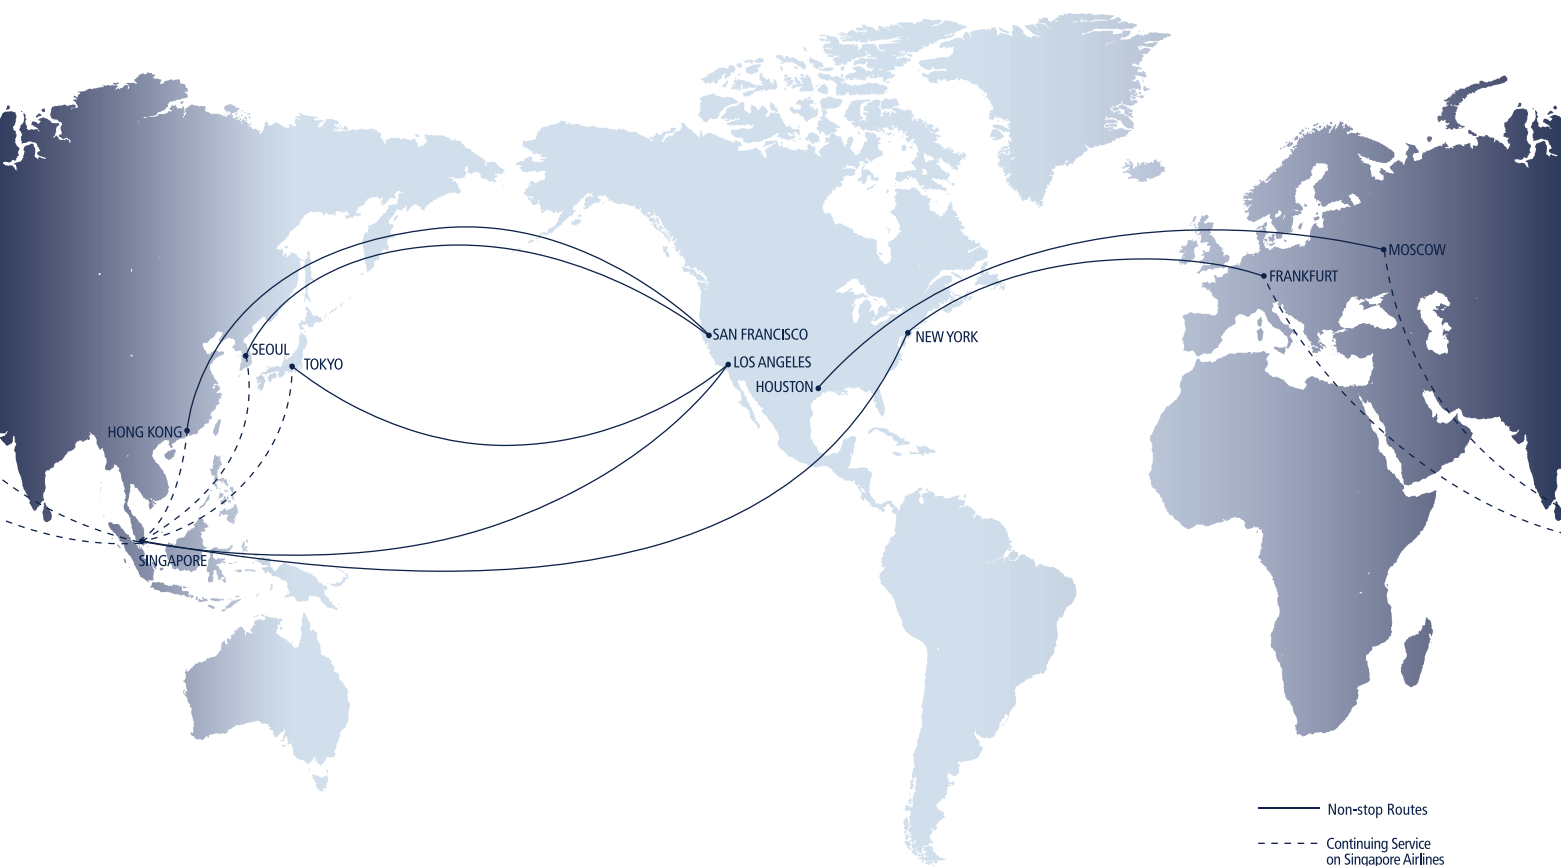 MOSCOW
FRANKFURT
SAN FRANCISCO
NEW YORK
SEOUL
TOKYO
LOS ANGELES
HOUSTON
HONG KONG
SINGAPORE
Non-stop Routes
Continuing Service
on Singapore Airlines